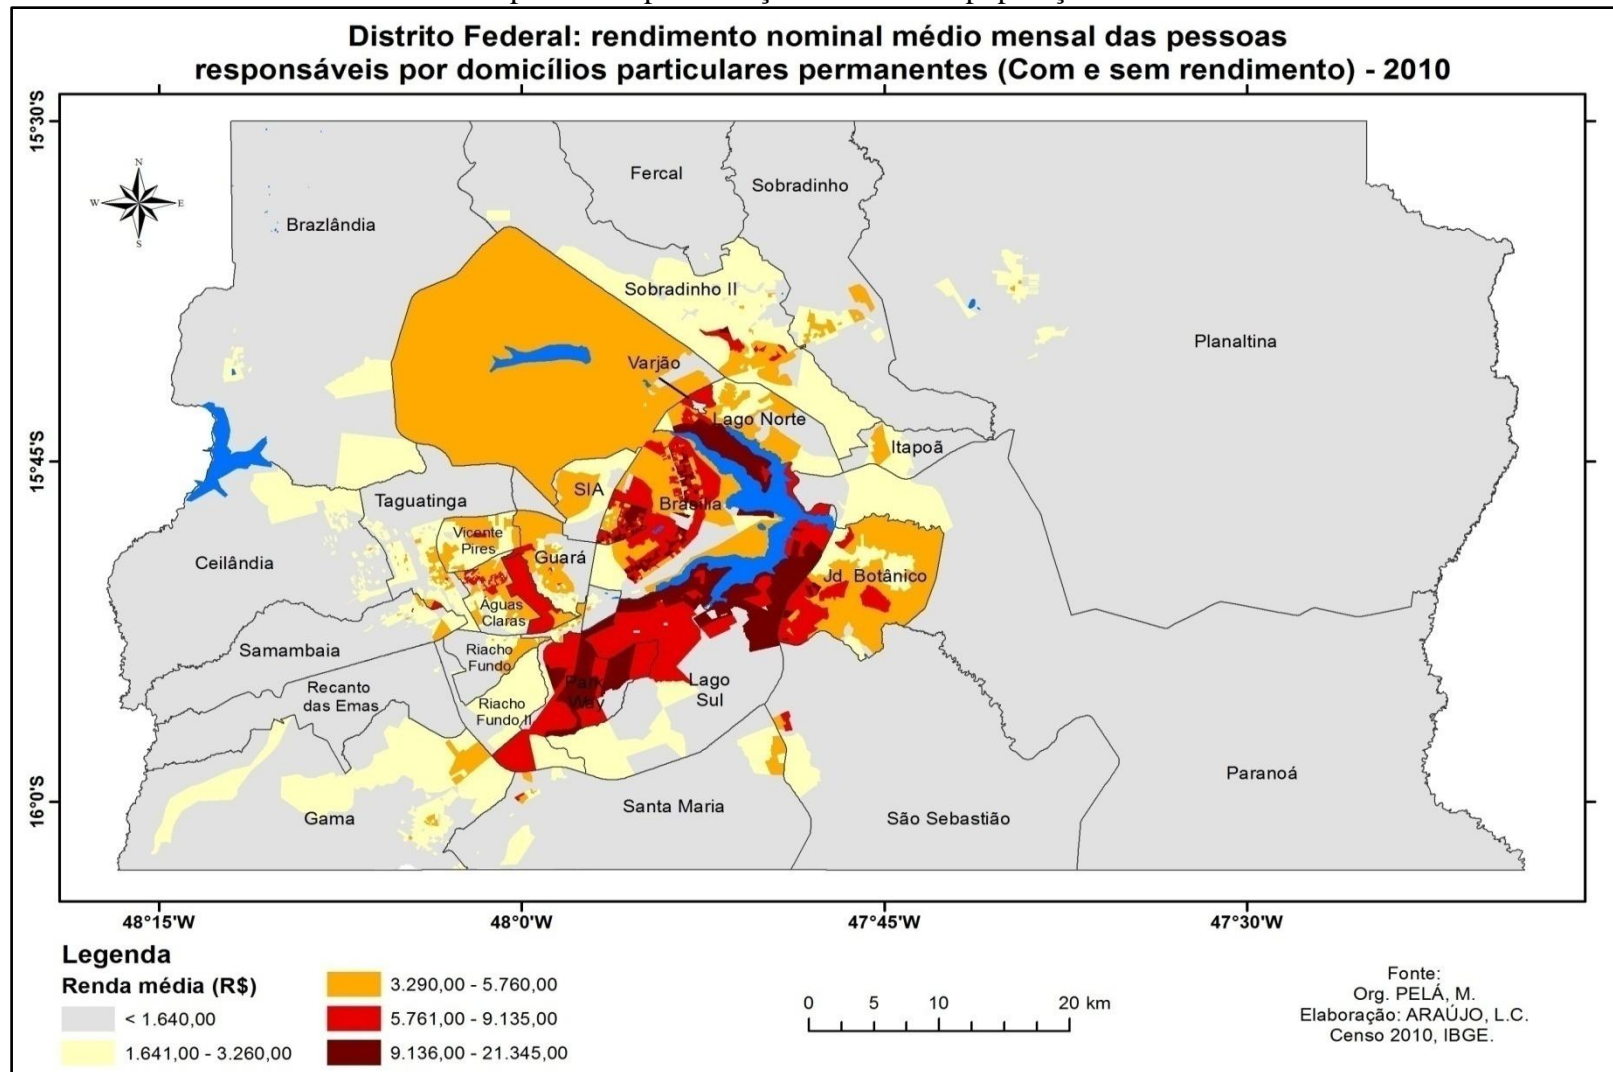 Distrito Federal: rendimento nominal médio mensal das pessoas
responsáveis por domicílios particulares permanentes (Com e sem rendimento) - 2010
15°30'S
15°45'S
16°0'S
N
W
E
S
Fercal
Sobradinho
Brazlândia
Sobradinho II
Planaltina
Varjão
Lago Norte
Itapoã
Taguatinga
SIA
Brasília
Vicente
Pires
Guará
Ceilândia
Jd Botânico
Águas
Claras
Samambaia
Riacho
Fundo
Recanto
das Emas
Park
Way
Lago
Sul
Riacho
Fundo II
Gama
Santa Maria
São Sebastião
Paranoá
48°15'W
48°0'W
47°45'W
47°30'W
Legenda
Renda média (R$)
< 1.640,00
1.641,00 - 3.260,00
3.290,00 - 5.760,00
5.761,00 - 9.135,00
9.136,00 - 21.345,00
0 5 10 20 km
Fonte:
Org. PELÁ, M.
Elaboração: ARAÚJO, L.C.
Censo 2010, IBGE.